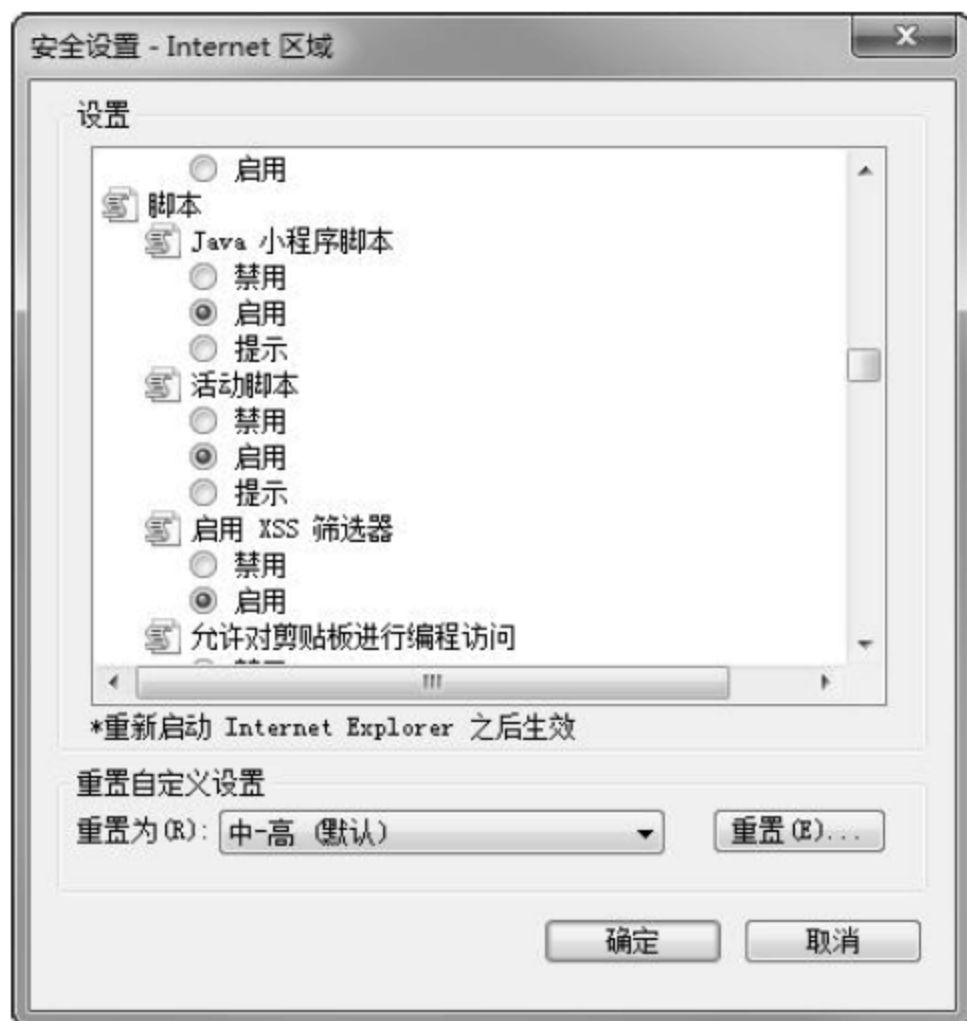 安全设置 - Internet 区域
设置
启用
脚本
Java 小程序脚本
禁用
启用
提示
活动脚本
禁用
启用
提示
启用 XSS 筛选器
禁用
启用
允许对剪贴板进行编程访问
*重新启动 Internet Explorer 之后生效
重置自定义设置
重置为(R): 中-高 (默认) 重置(E)...
确定 取消